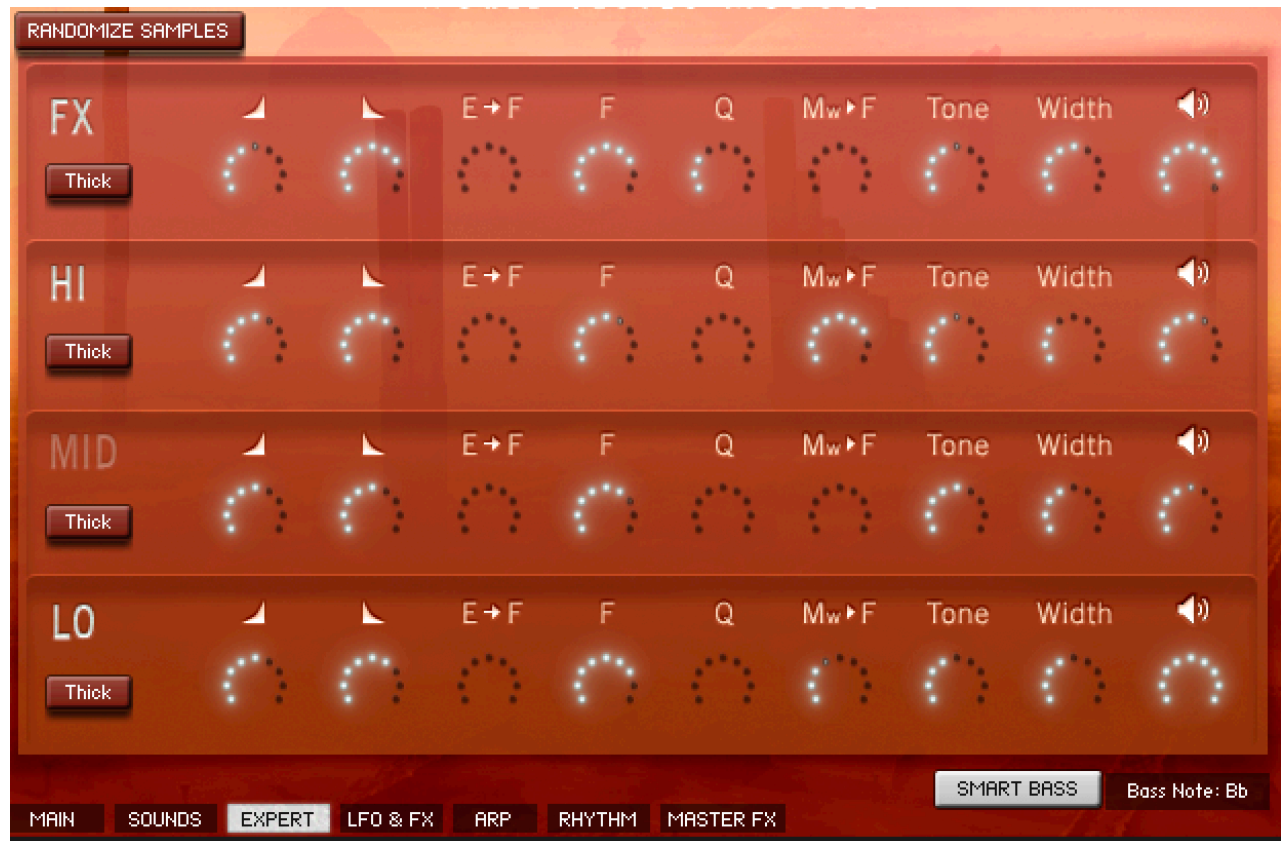 RANDOMIZE SAMPLES
FX E F F Q Mw F Tone Width
Thick
HI E F F Q Mw F Tone Width
Thick
MID E F F Q Mw F Tone Width
Thick
LO E F F Q Mw F Tone Width
Thick
SMART BASS Bass Note: Bb
MAIN SOUNDS EXPERT LFO & FX ARP RHYTHM MASTER FX